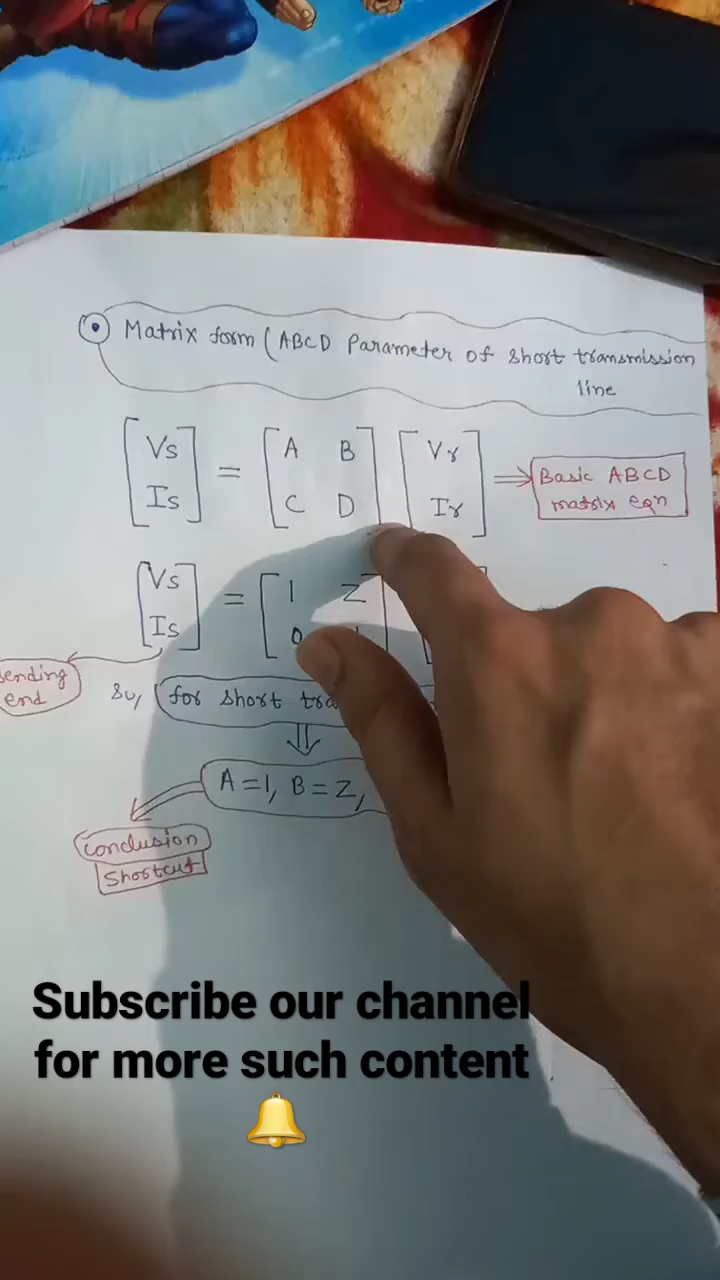 Matrix form (ABCD Parameter of short transmission
line
[Vs Is] = [A B C D] [Vr Ir] ⇒ Basic ABCD matrix eqn
[Vs Is] = [1 Z 0
sending
end
so, for short
A=1, B=Z,
conclusion
Shortcut
Subscribe our channel
for more such content
🔔